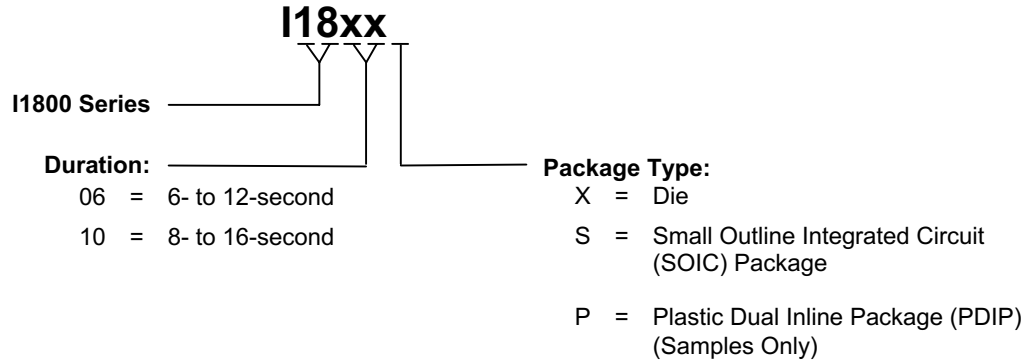 I18xx
I1800 Series
Duration:
06 = 6- to 12-second
10 = 8- to 16-second
Package Type:
X = Die
S = Small Outline Integrated Circuit
(SOIC) Package
P = Plastic Dual Inline Package (PDIP)
(Samples Only)